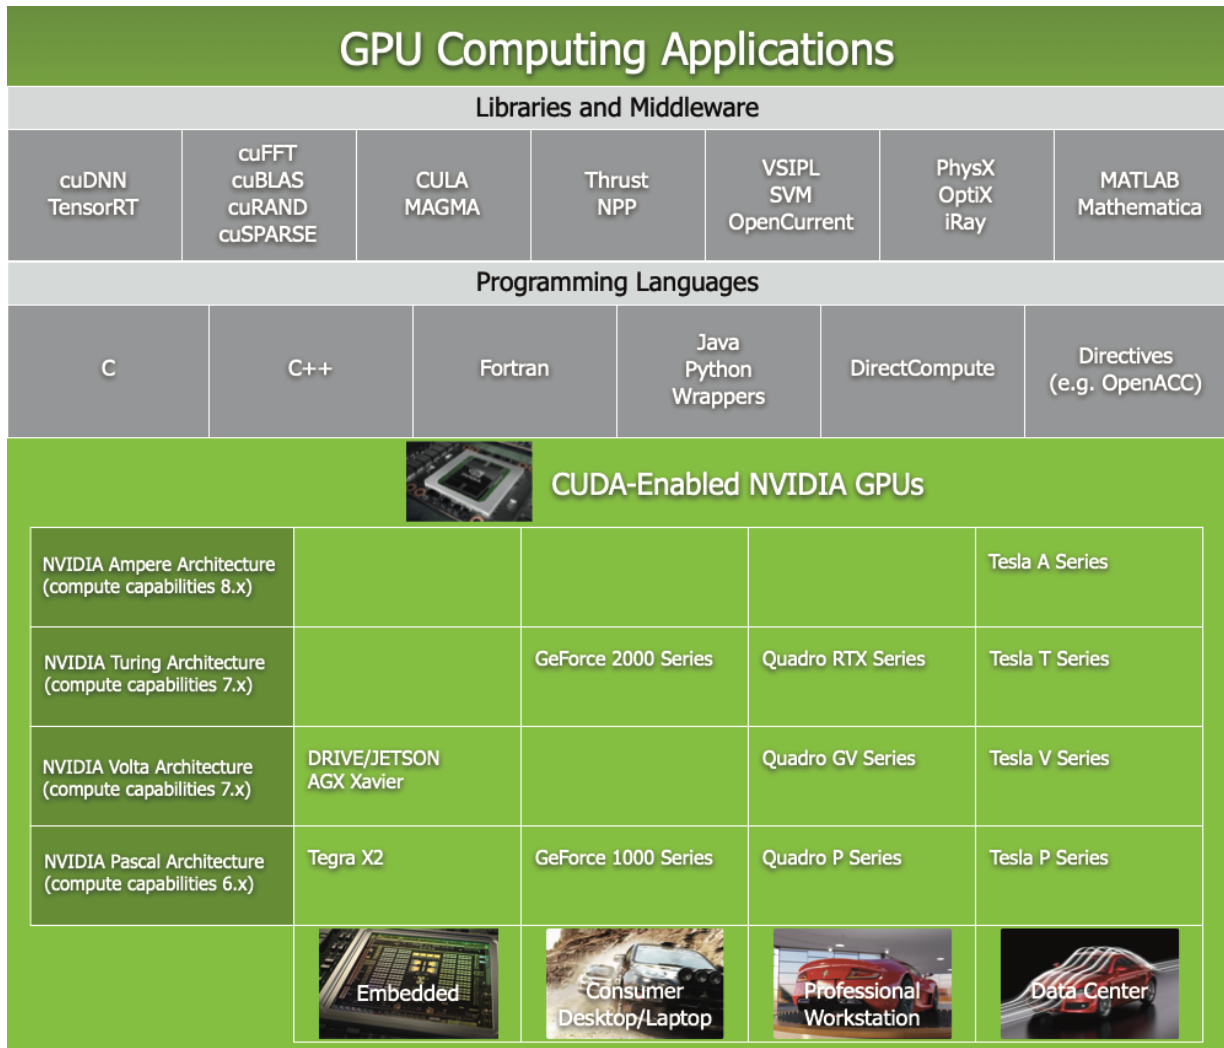 GPU Computing Applications
Libraries and Middleware
cuDNN
TensorRT
cuFFT
cuBLAS
cuRAND
cuSPARSE
CULA
MAGMA
Thrust
NPP
VSIPL
SVM
OpenCurrent
PhysX
OptiX
iRay
MATLAB
Mathematica
Programming Languages
C
C++
Fortran
Java
Python
Wrappers
DirectCompute
Directives
(e.g. OpenACC)
CUDA-Enabled NVIDIA GPUs
NVIDIA Ampere Architecture
(compute capabilities 8.x)
Tesla A Series
NVIDIA Turing Architecture
(compute capabilities 7.x)
GeForce 2000 Series
Quadro RTX Series
Tesla T Series
NVIDIA Volta Architecture
(compute capabilities 7.x)
DRIVE/JETSON
AGX Xavier
Quadro GV Series
Tesla V Series
NVIDIA Pascal Architecture
(compute capabilities 6.x)
Tegra X2
GeForce 1000 Series
Quadro P Series
Tesla P Series
Embedded
Consumer
Desktop/Laptop
Professional
Workstation
Data Center